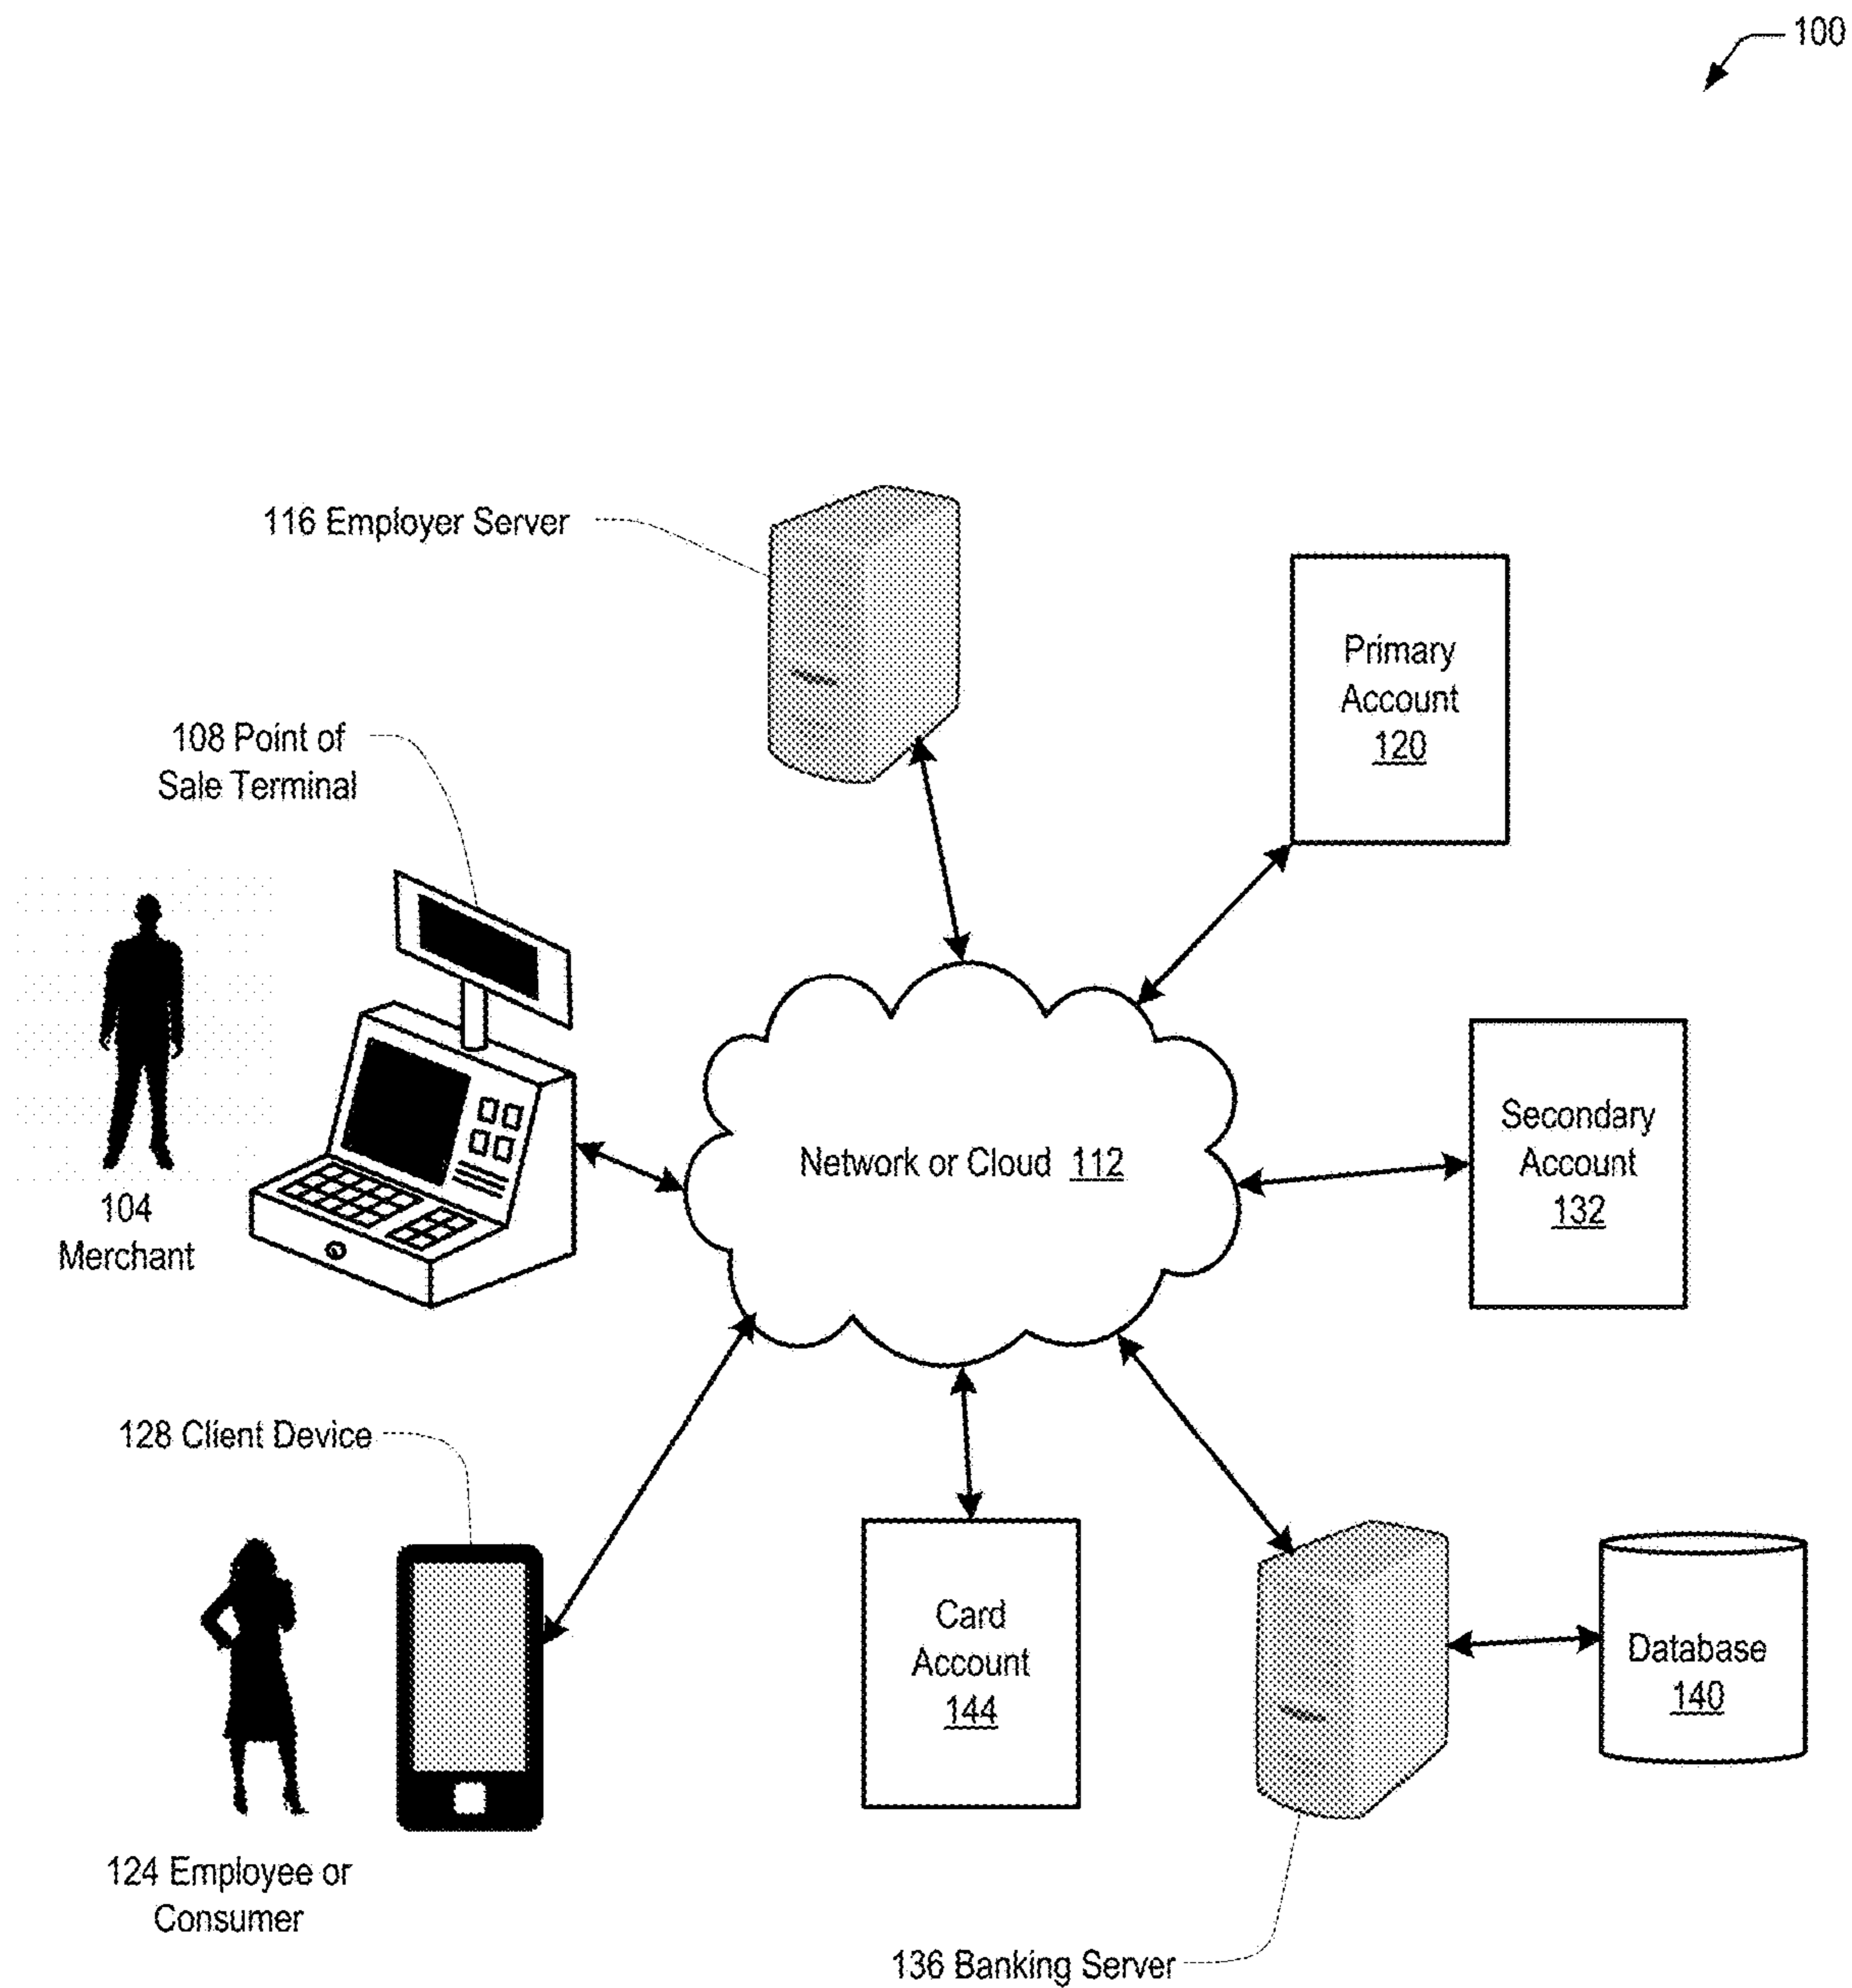 100
116 Employer Server
Primary
Account
120
108 Point of
Sale Terminal
104
Merchant
Network or Cloud 112
Secondary
Account
132
128 Client Device
Card
Account
144
Database
140
124 Employee or
Consumer
136 Banking Server